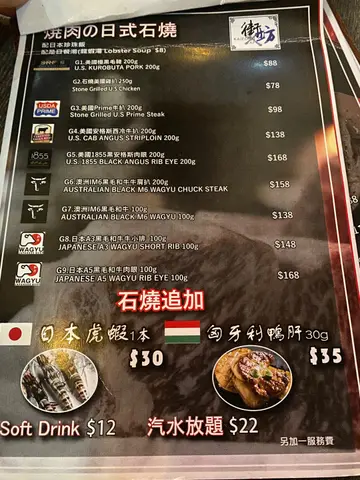 燒肉の日式石燒
配日本珍珠飯
Lobster Soup $8)
G1.美國極黑毛豬 200g
U.S. KUROBUTA PORK 200g
$88
G2.石燒美國雞扒 250g
Stone Grilled U.S Chicken
$78
USDA
PRIME
G3.美國Prime牛扒 200g
Stone Grilled U.S Prime Steak
$98
G4.美國安格斯西冷牛扒 200g
U.S. CAB ANGUS STRIPLOIN 200g
$138
1855
G5.美國1855黑安格斯肉眼 200g
U.S. 1855 BLACK ANGUS RIB EYE 200g
$168
G6.澳洲M6黑毛和牛牛肩扒 200g
AUSTRALIAN BLACK M6 WAGYU CHUCK STEAK
$158
G7.澳洲M6黑毛和牛 100g
AUSTRALIAN BLACK M6 WAGYU 100g
$138
WAGYU
G8.日本A3黑毛和牛牛小排 100g
JAPANESE A3 WAGYU SHORT RIB 100g
$148
WAGYU
G9.日本A5黑毛和牛肉眼 100g
JAPANESE A5 WAGYU RIB EYE 100g
$168
石燒追加
日本虎蝦1本
$30
匈牙利鴨肝30g
$35
Soft Drink $12
汽水放題 $22
另加一服務費